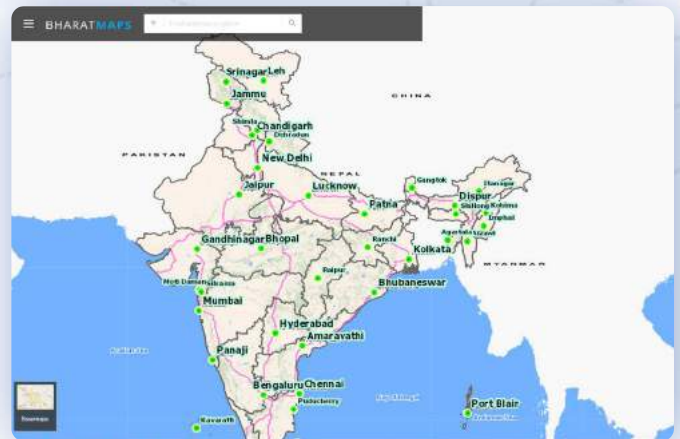 BHARATMAPS
Srinagar Leh
CHINA
Jammu
Shimla
Chandigarh
Dehradun
PAKISTAN
New Delhi
NEPAL
Jaipur
Lucknow
Gangtok
Itanagar
Dispur
Patna
Shillong Kohima
Imphal
Gandhinagar Bhopal
Ranchi
Agartala
Aizawl
Kolkata
MYANMAR
Raipur
Silvassa
Bhubaneswar
Mumbai
Hyderabad
Amaravathi
Panaji
Bengaluru Chennai
Puducherry
Port Blair
Kavaratti